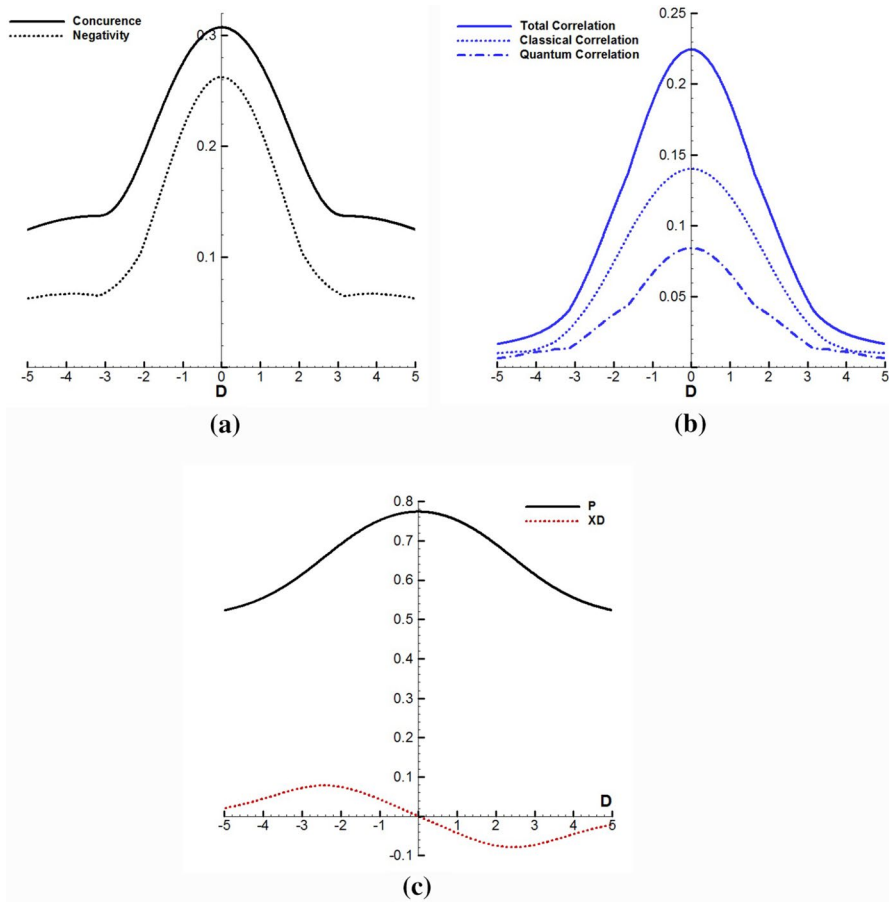 Concurence
Negativity
0.3
0.2
0.1
-5 -4 -3 -2 -1 0 1 2 3 4 5
D
(a)
Total Correlation
Classical Correlation
Quantum Correlation
0.25
0.2
0.15
0.1
0.05
-5 -4 -3 -2 -1 0 1 2 3 4 5
D
(b)
P
XD
0.8
0.7
0.6
0.5
0.4
0.3
0.2
0.1
D
-5 -4 -3 -2 -1 0 1 2 3 4 5
-0.1
(c)